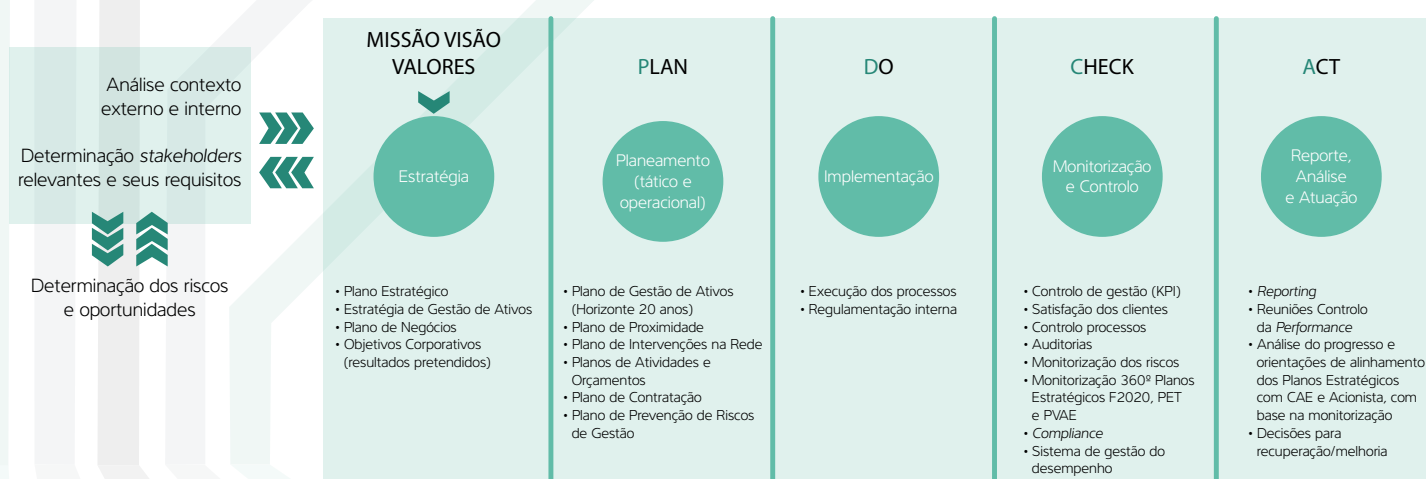 Análise contexto
externo e interno
Determinação stakeholders
relevantes e seus requisitos
Determinação dos riscos
e oportunidades
MISSÃO VISÃO
VALORES
Estratégia
• Plano Estratégico
• Estratégia de Gestão de Ativos
• Plano de Negócios
• Objetivos Corporativos
(resultados pretendidos)
PLAN
Planeamento
(tático e
operacional)
• Plano de Gestão de Ativos
(Horizonte 20 anos)
• Plano de Proximidade
• Plano de Intervenções na Rede
• Planos de Atividades e
Orçamentos
• Plano de Contratação
• Plano de Prevenção de Riscos
de Gestão
DO
Implementação
• Execução dos processos
• Regulamentação interna
CHECK
Monitorização
e Controlo
• Controlo de gestão (KPI)
• Satisfação dos clientes
• Controlo processos
• Auditorias
• Monitorização dos riscos
• Monitorização 360º Planos
Estratégicos F2020, PET
e PVAE
• Compliance
• Sistema de gestão do
desempenho
ACT
Reporte,
Análise
e Atuação
• Reporting
• Reuniões Controlo
da Performance
• Análise do progresso e
orientações de alinhamento
dos Planos Estratégicos
com CAE e Acionista, com
base na monitorização
• Decisões para
recuperação/melhoria